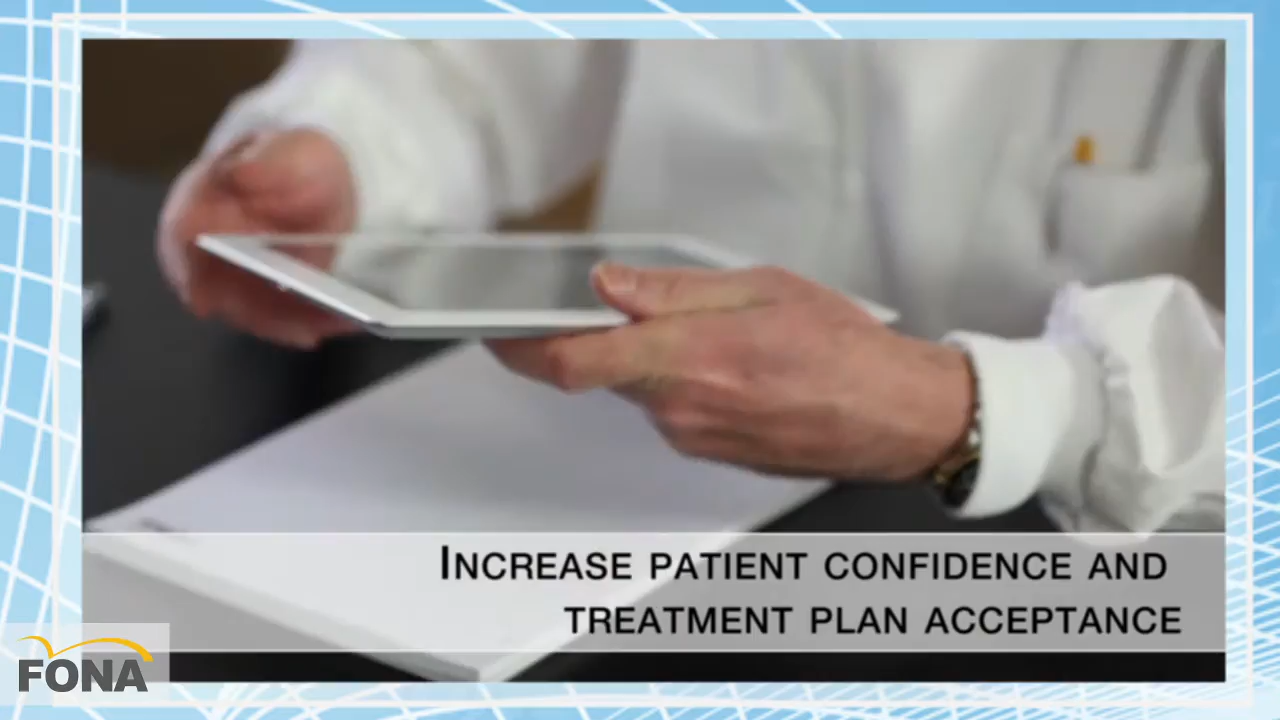 INCREASE PATIENT CONFIDENCE AND
TREATMENT PLAN ACCEPTANCE
FONA